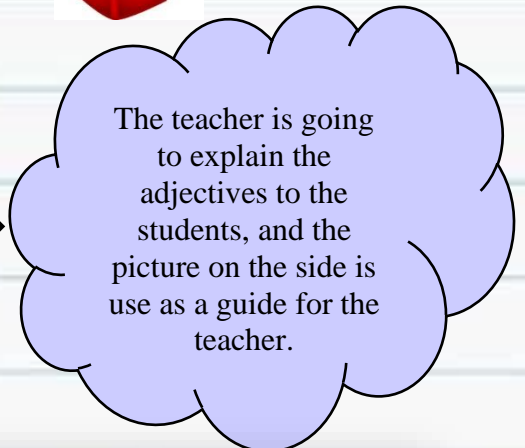 The teacher is going
to explain the
adjectives to the
students, and the
picture on the side is
use as a guide for the
teacher.